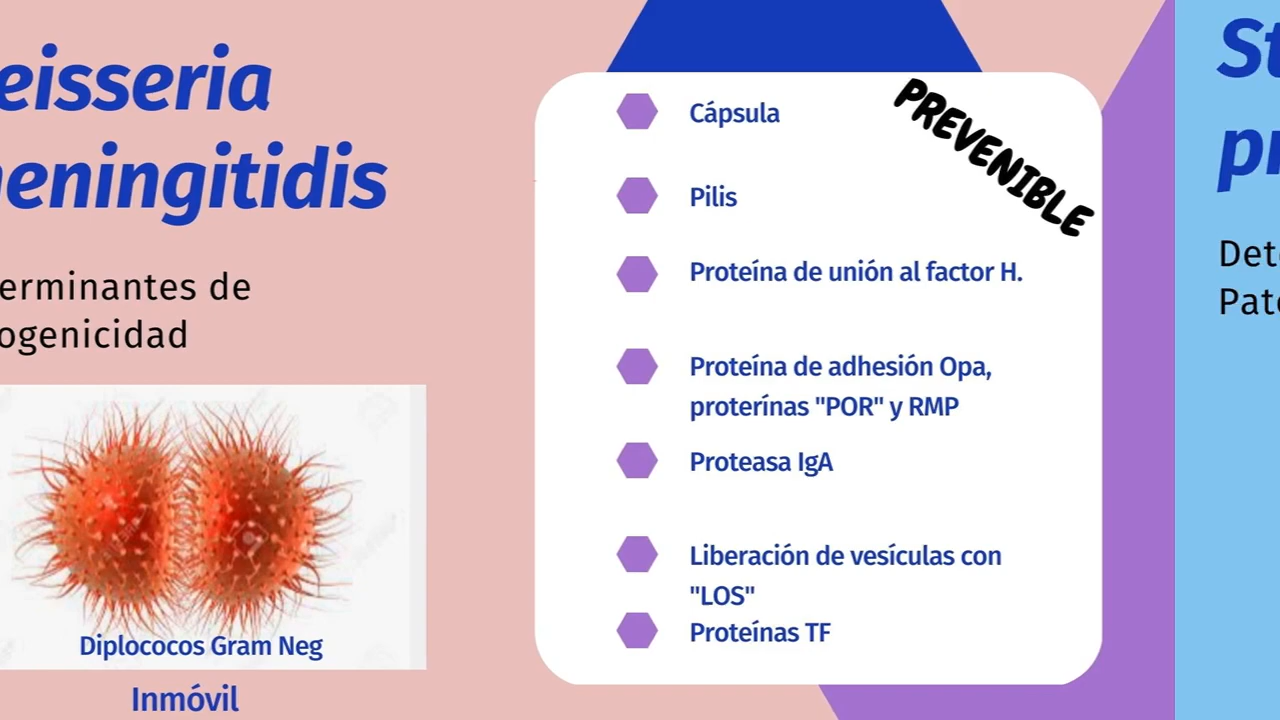 eisseria
eningitidis
erminantes de
ogenicidad
Diplococos Gram Neg
Inmóvil
PREVENIBLE
Cápsula
Pilis
Proteína de unión al factor H.
Proteína de adhesión Opa,
proterínas "POR" y RMP
Proteasa IgA
Liberación de vesículas con
"LOS"
Proteínas TF
St
pr
Det
Pat